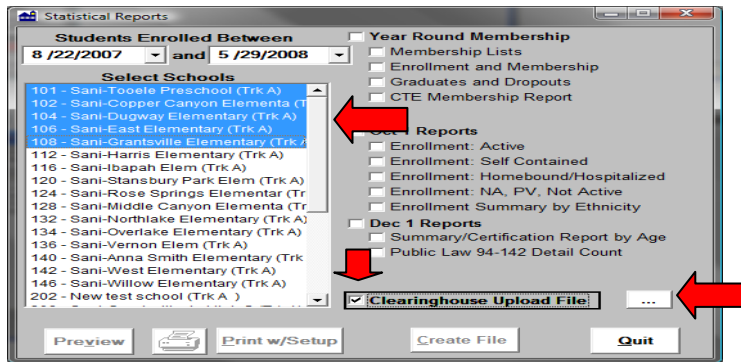 Statistical Reports
Students Enrolled Between
8 /22/2007 and 5 /29/2008
Select Schools
101 - Sani-Tooele Preschool (Trk A)
102 - Sani-Copper Canyon Elementa (T
104 - Sani-Dugway Elementary (Trk A)
106 - Sani-East Elementary (Trk A)
108 - Sani-Grantsville Elementary (Trk A
112 - Sani-Harris Elementary (Trk A)
116 - Sani-Ibapah Elem (Trk A)
120 - Sani-Stansbury Park Elem (Trk A)
124 - Sani-Rose Springs Elementar (Tr
128 - Sani-Middle Canyon Elementa (Tr
132 - Sani-Northlake Elementary (Trk A)
134 - Sani-Overlake Elementary (Trk A)
136 - Sani-Vernon Elem (Trk A)
140 - Sani-Anna Smith Elementary (Trk
142 - Sani-West Elementary (Trk A)
146 - Sani-Willow Elementary (Trk A)
202 - New test school (Trk A )
Year Round Membership
Membership Lists
Enrollment and Membership
Graduates and Dropouts
CTE Membership Report
Oct 1 Reports
Enrollment: Active
Enrollment: Self Contained
Enrollment: Homebound/Hospitalized
Enrollment: NA, PV, Not Active
Enrollment Summary by Ethnicity
Dec 1 Reports
Summary/Certification Report by Age
Public Law 94-142 Detail Count
Clearinghouse Upload File ...
Preview Print w/Setup Create File Quit